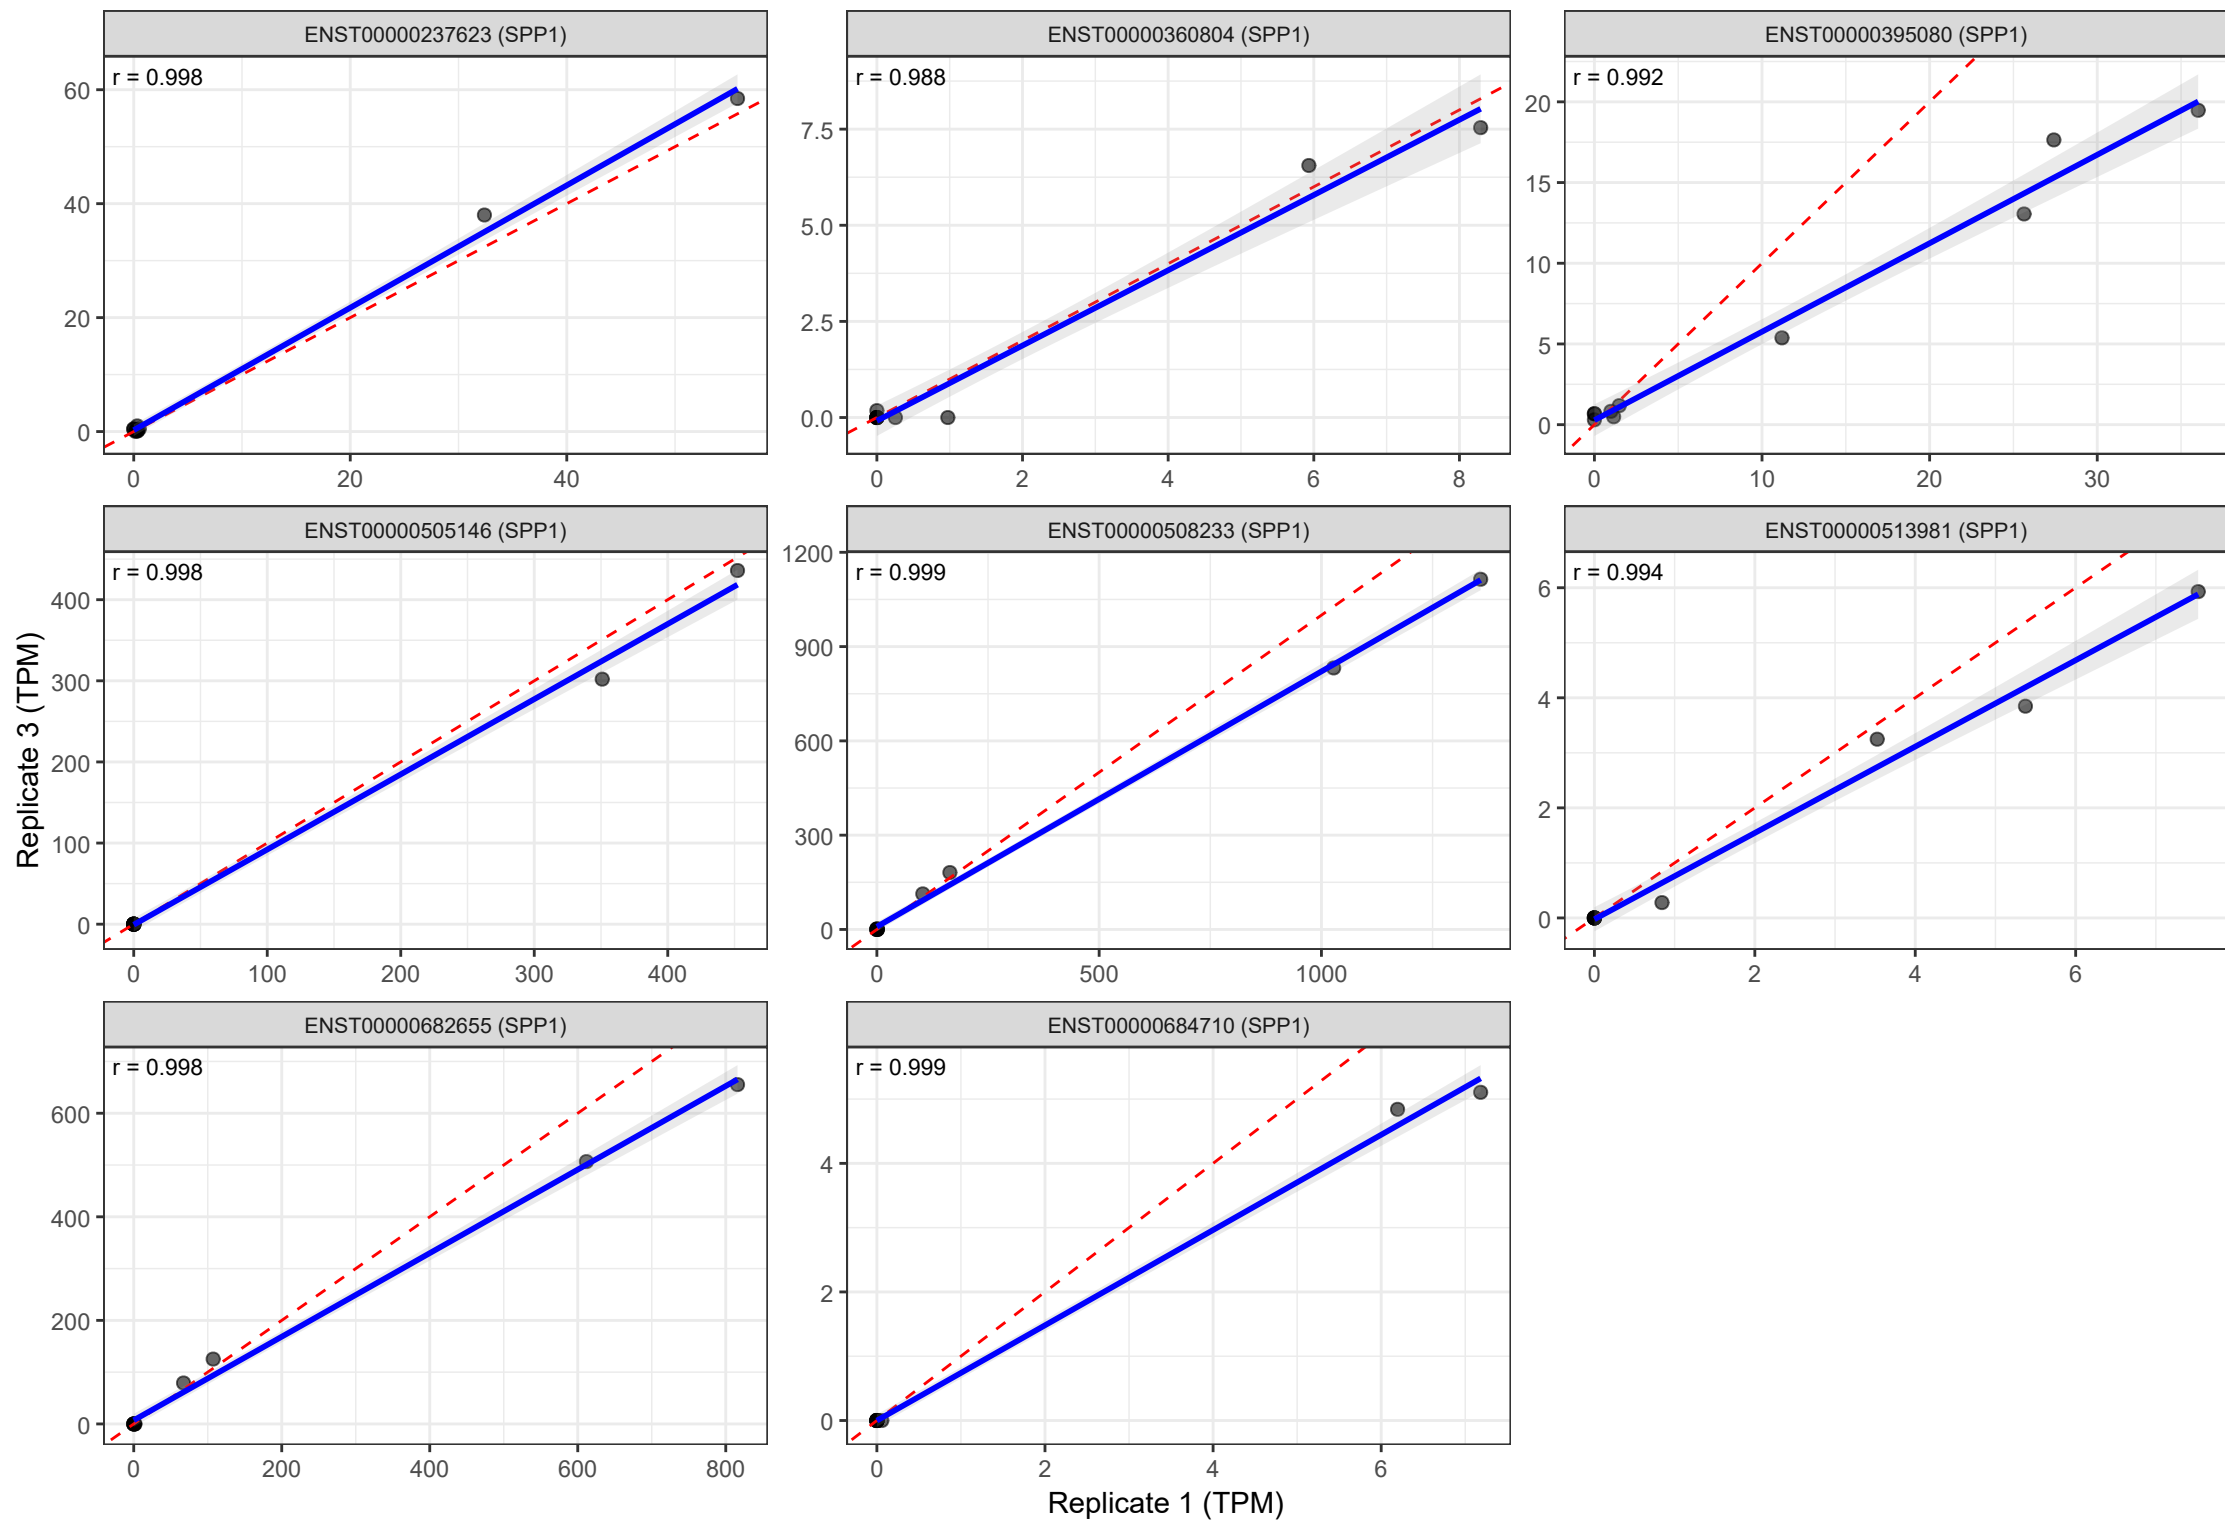 ENST00000237623 (SPP1)
r = 0.998
60
40
20
0
0 20 40
ENST00000360804 (SPP1)
r = 0.988
7.5
5.0
2.5
0.0
0 2 4 6 8
ENST00000395080 (SPP1)
r = 0.992
20
15
10
5
0
0 10 20 30
ENST00000505146 (SPP1)
r = 0.998
400
300
200
100
0
0 100 200 300 400
ENST00000508233 (SPP1)
r = 0.999
1200
900
600
300
0
0 500 1000
ENST00000513981 (SPP1)
r = 0.994
6
4
2
0
0 2 4 6
ENST00000682655 (SPP1)
r = 0.998
600
400
200
0
0 200 400 600 800
ENST00000684710 (SPP1)
r = 0.999
4
2
0
0 2 4 6
Replicate 3 (TPM)
Replicate 1 (TPM)